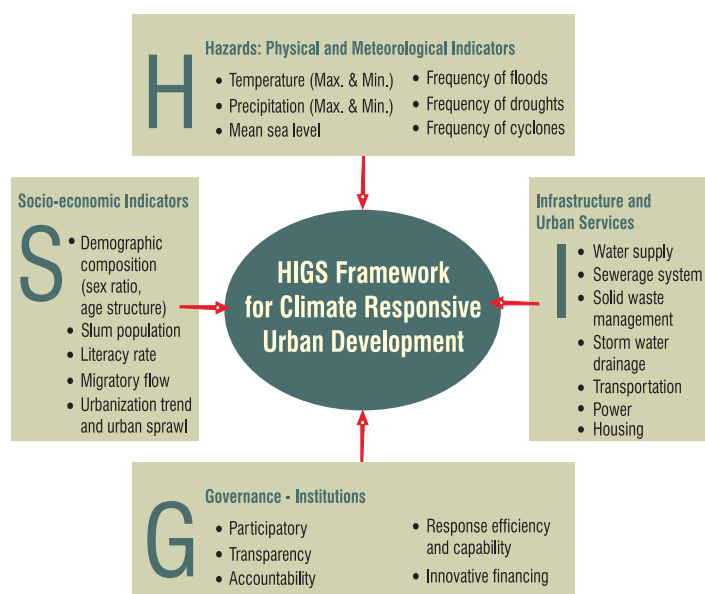 H
Hazards: Physical and Meteorological Indicators
• Temperature (Max. & Min.)
• Precipitation (Max. & Min.)
• Mean sea level
• Frequency of floods
• Frequency of droughts
• Frequency of cyclones
Socio-economic Indicators
S
• Demographic
composition
(sex ratio,
age structure)
• Slum population
• Literacy rate
• Migratory flow
• Urbanization trend
and urban sprawl
HIGS Framework
for Climate Responsive
Urban Development
Infrastructure and
Urban Services
I
• Water supply
• Sewerage system
• Solid waste
management
• Storm water
drainage
• Transportation
• Power
• Housing
G
Governance - Institutions
• Participatory
• Transparency
• Accountability
• Response efficiency
and capability
• Innovative financing